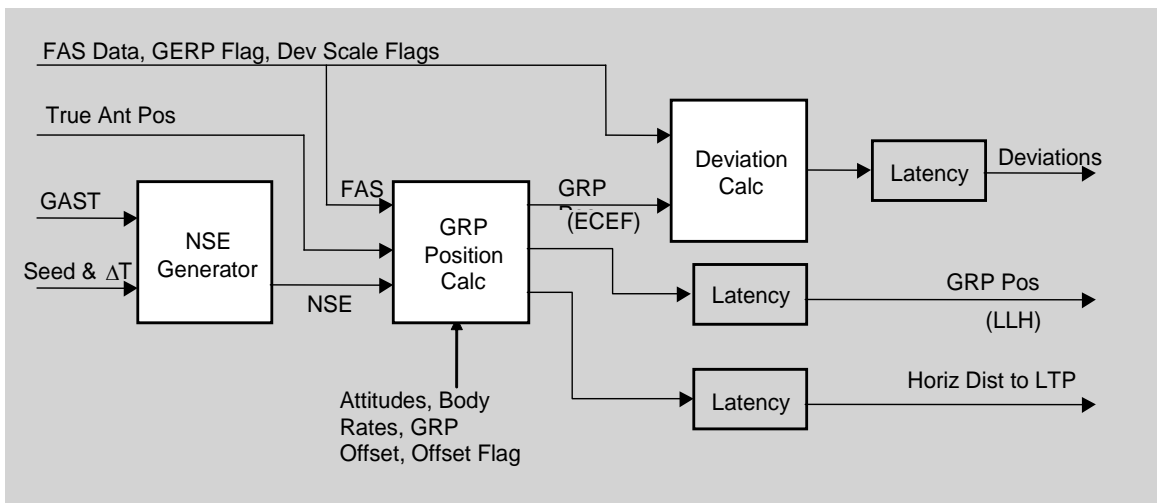 FAS Data, GERP Flag, Dev Scale Flags
True Ant Pos
GAST
Seed & ΔT
NSE
Generator
NSE
FAS
GRP
Position
Calc
Attitudes, Body
Rates, GRP
Offset, Offset Flag
GRP
(ECEF)
Deviation
Calc
Latency
Deviations
Latency
GRP Pos
(LLH)
Latency
Horiz Dist to LTP